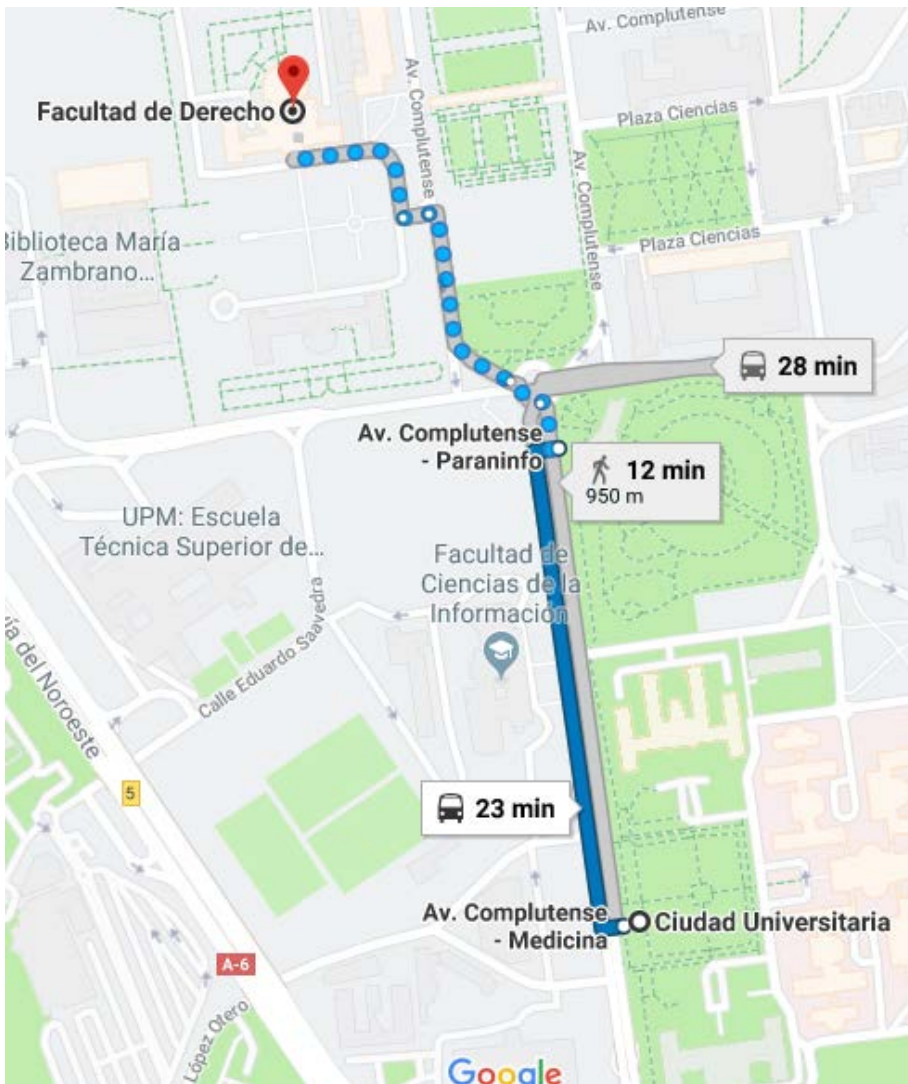 Av. Complutense
Facultad de Derecho
Av. Complutense
Plaza Ciencias
Av. Complutense
Biblioteca María
Zambrano...
Plaza Ciencias
28 min
Av. Complutense
- Paraninfo
12 min
950 m
UPM: Escuela
Técnica Superior de...
Facultad de
Ciencias de la
Información
Calle Eduardo Saavedra
ía del Noroeste
5
23 min
Av. Complutense
- Medicina
Ciudad Universitaria
A-6
López Otero
Google